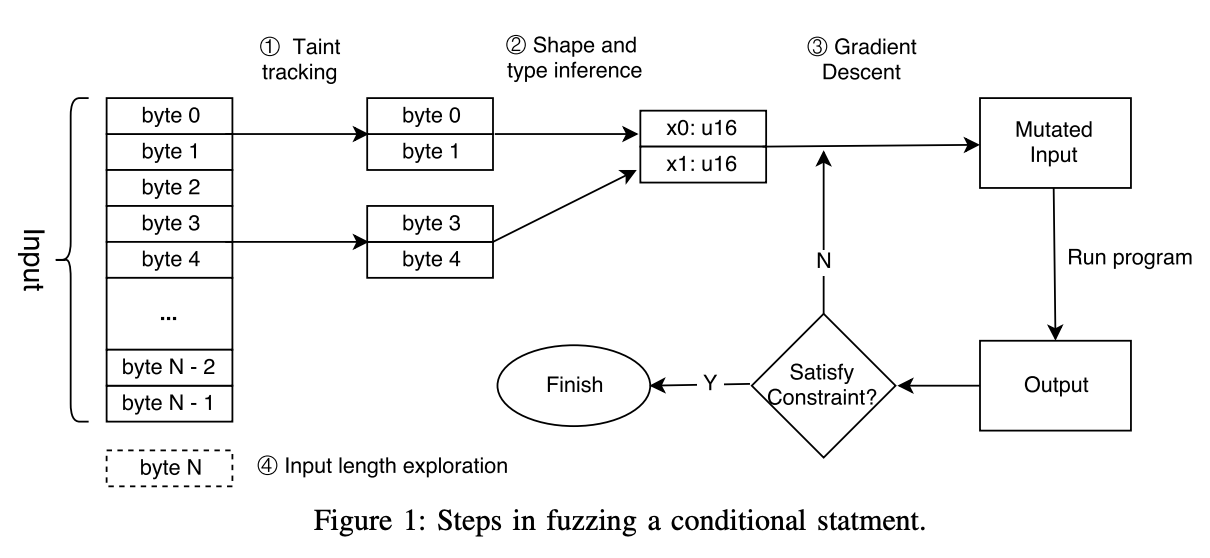 ① Taint
tracking
② Shape and
type inference
③ Gradient
Descent
Input
byte 0
byte 1
byte 2
byte 3
byte 4
...
byte N - 2
byte N - 1
byte 0
byte 1
byte 3
byte 4
x0: u16
x1: u16
Mutated
Input
Run program
N
Output
Satisfy
Constraint?
Y
Finish
byte N
④ Input length exploration
Figure 1: Steps in fuzzing a conditional statment.